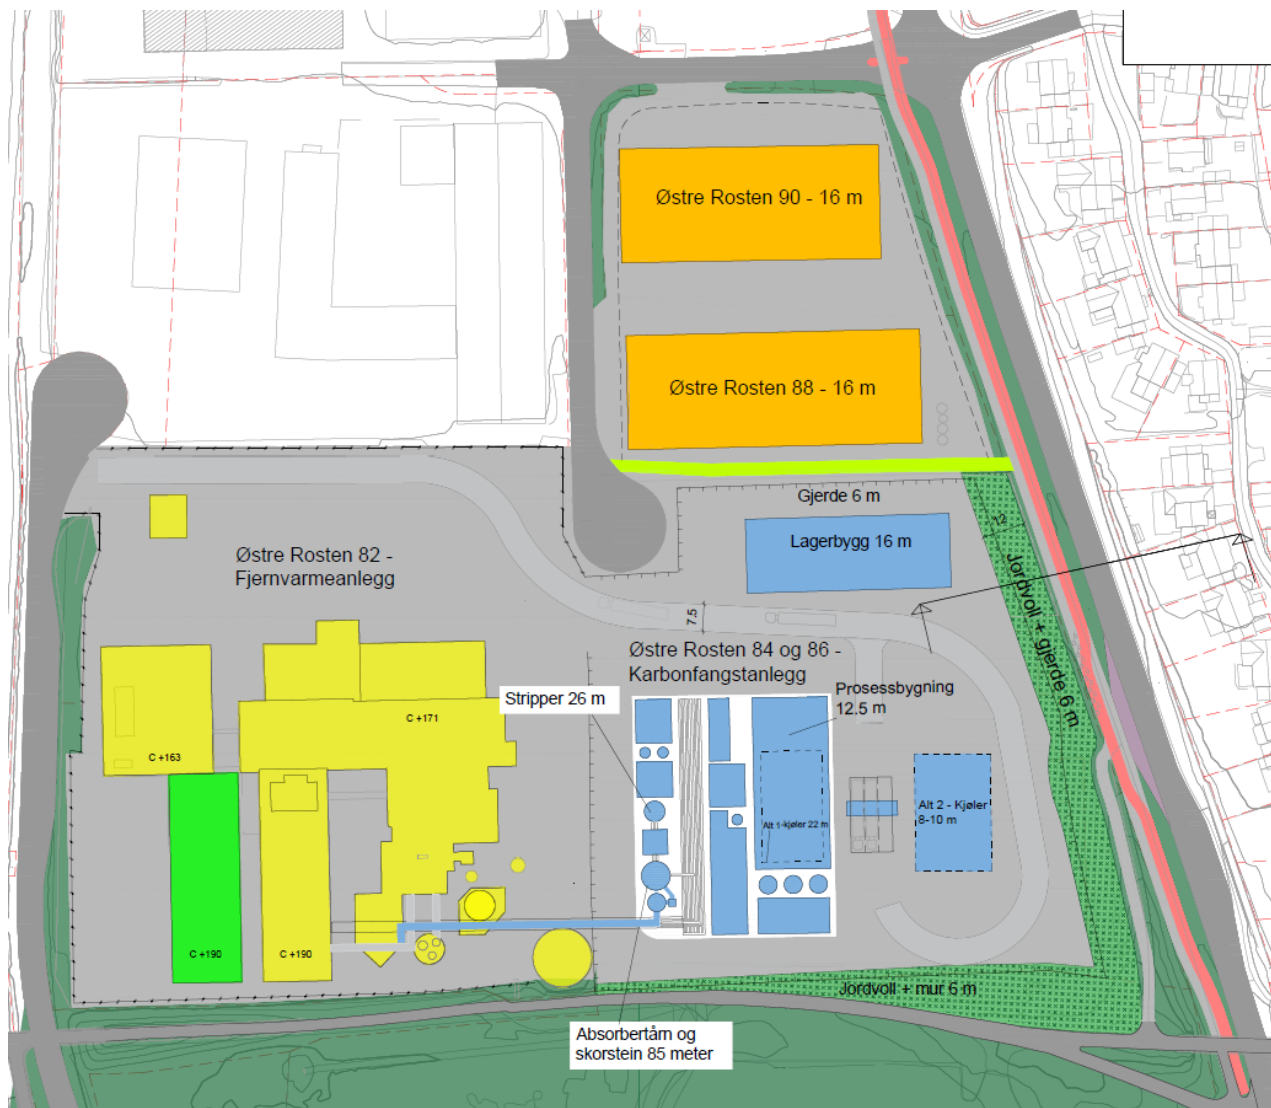 Østre Rosten 90 - 16 m
Østre Rosten 88 - 16 m
Gjerde 6 m
12
Lagerbygg 16 m
Østre Rosten 82 -
Fjernvarmeanlegg
Jordvoll + gjerde 6 m
7.5
Østre Rosten 84 og 86 -
Karbonfangstanlegg
Stripper 26 m
Prosessbygning
12.5 m
C +171
C +163
Alt 2 - Kjøler
8-10 m
Alt 1-kjøler 22 m
C +190
C +190
Jordvoll + mur 6 m
Absorbertårn og
skorstein 85 meter